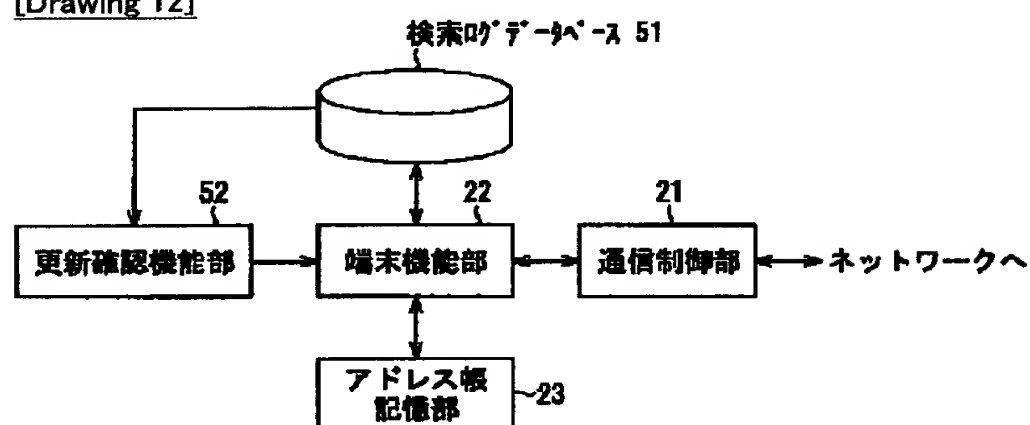 [Drawing 12]
検索ログデータベース 51
52
22
21
更新確認機能部
端末機能部
通信制御部
ネットワークへ
アドレス帳
記憶部
23